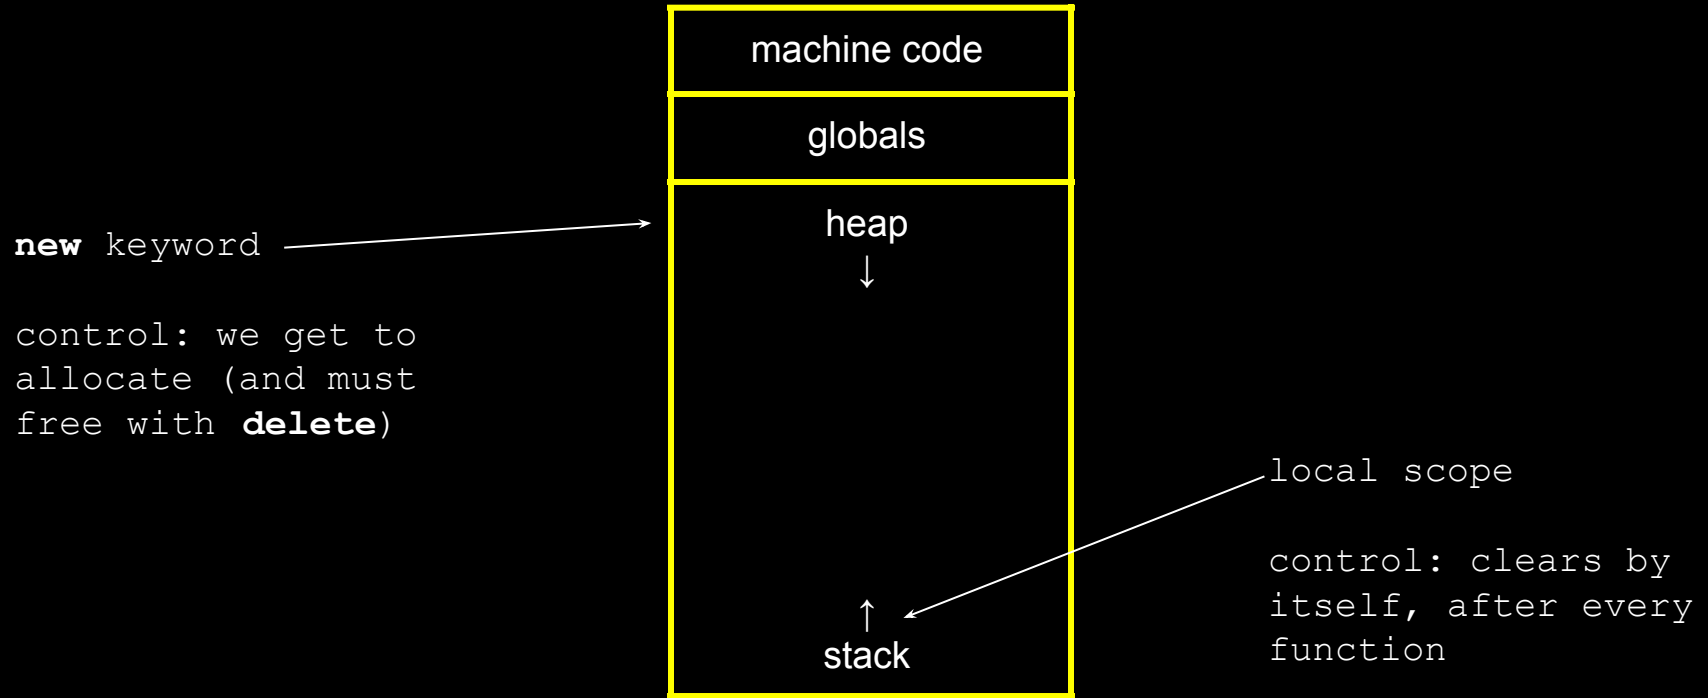 machine code
globals
heap
↓
new keyword
control: we get to
allocate (and must
free with delete)
local scope
control: clears by
itself, after every
function
↑
stack